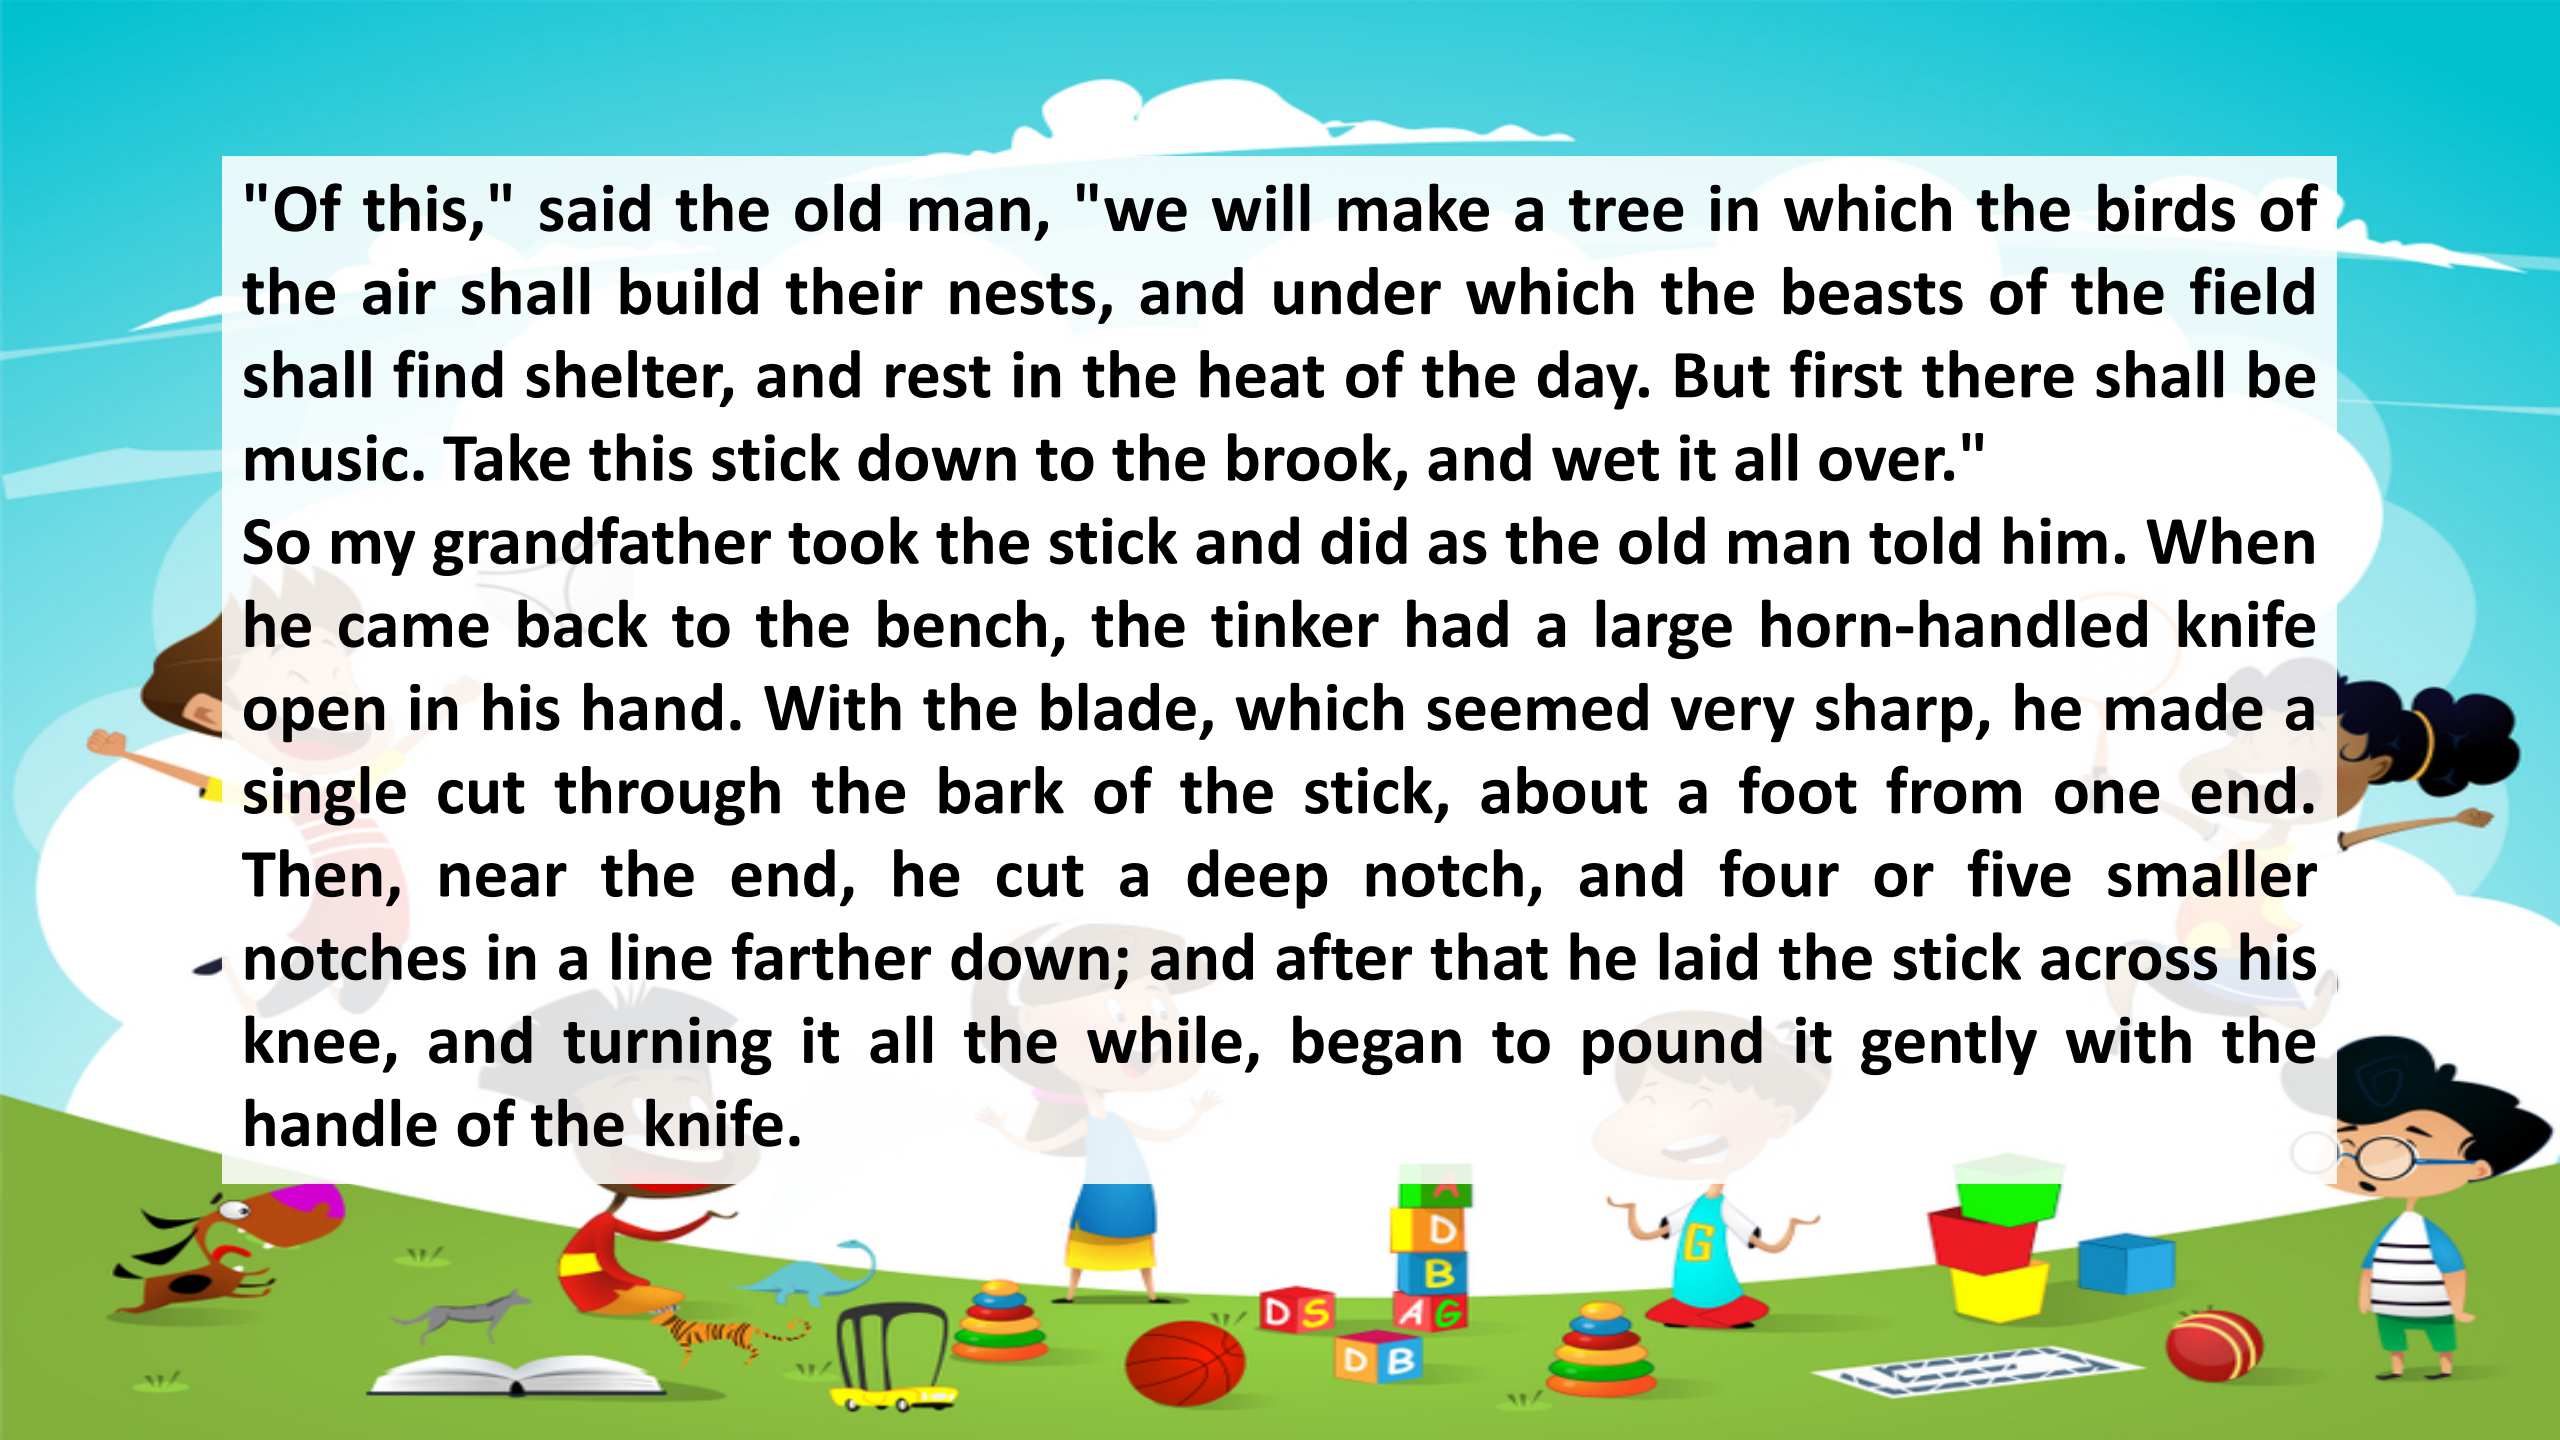 "Of this," said the old man, "we will make a tree in which the birds of
the air shall build their nests, and under which the beasts of the field
shall find shelter, and rest in the heat of the day. But first there shall be
music. Take this stick down to the brook, and wet it all over."
So my grandfather took the stick and did as the old man told him. When
he came back to the bench, the tinker had a large horn-handled knife
open in his hand. With the blade, which seemed very sharp, he made a
single cut through the bark of the stick, about a foot from one end.
Then, near the end, he cut a deep notch, and four or five smaller
notches in a line farther down; and after that he laid the stick across his
knee, and turning it all the while, began to pound it gently with the
handle of the knife.
A
D
G
B
D S
A G
D B